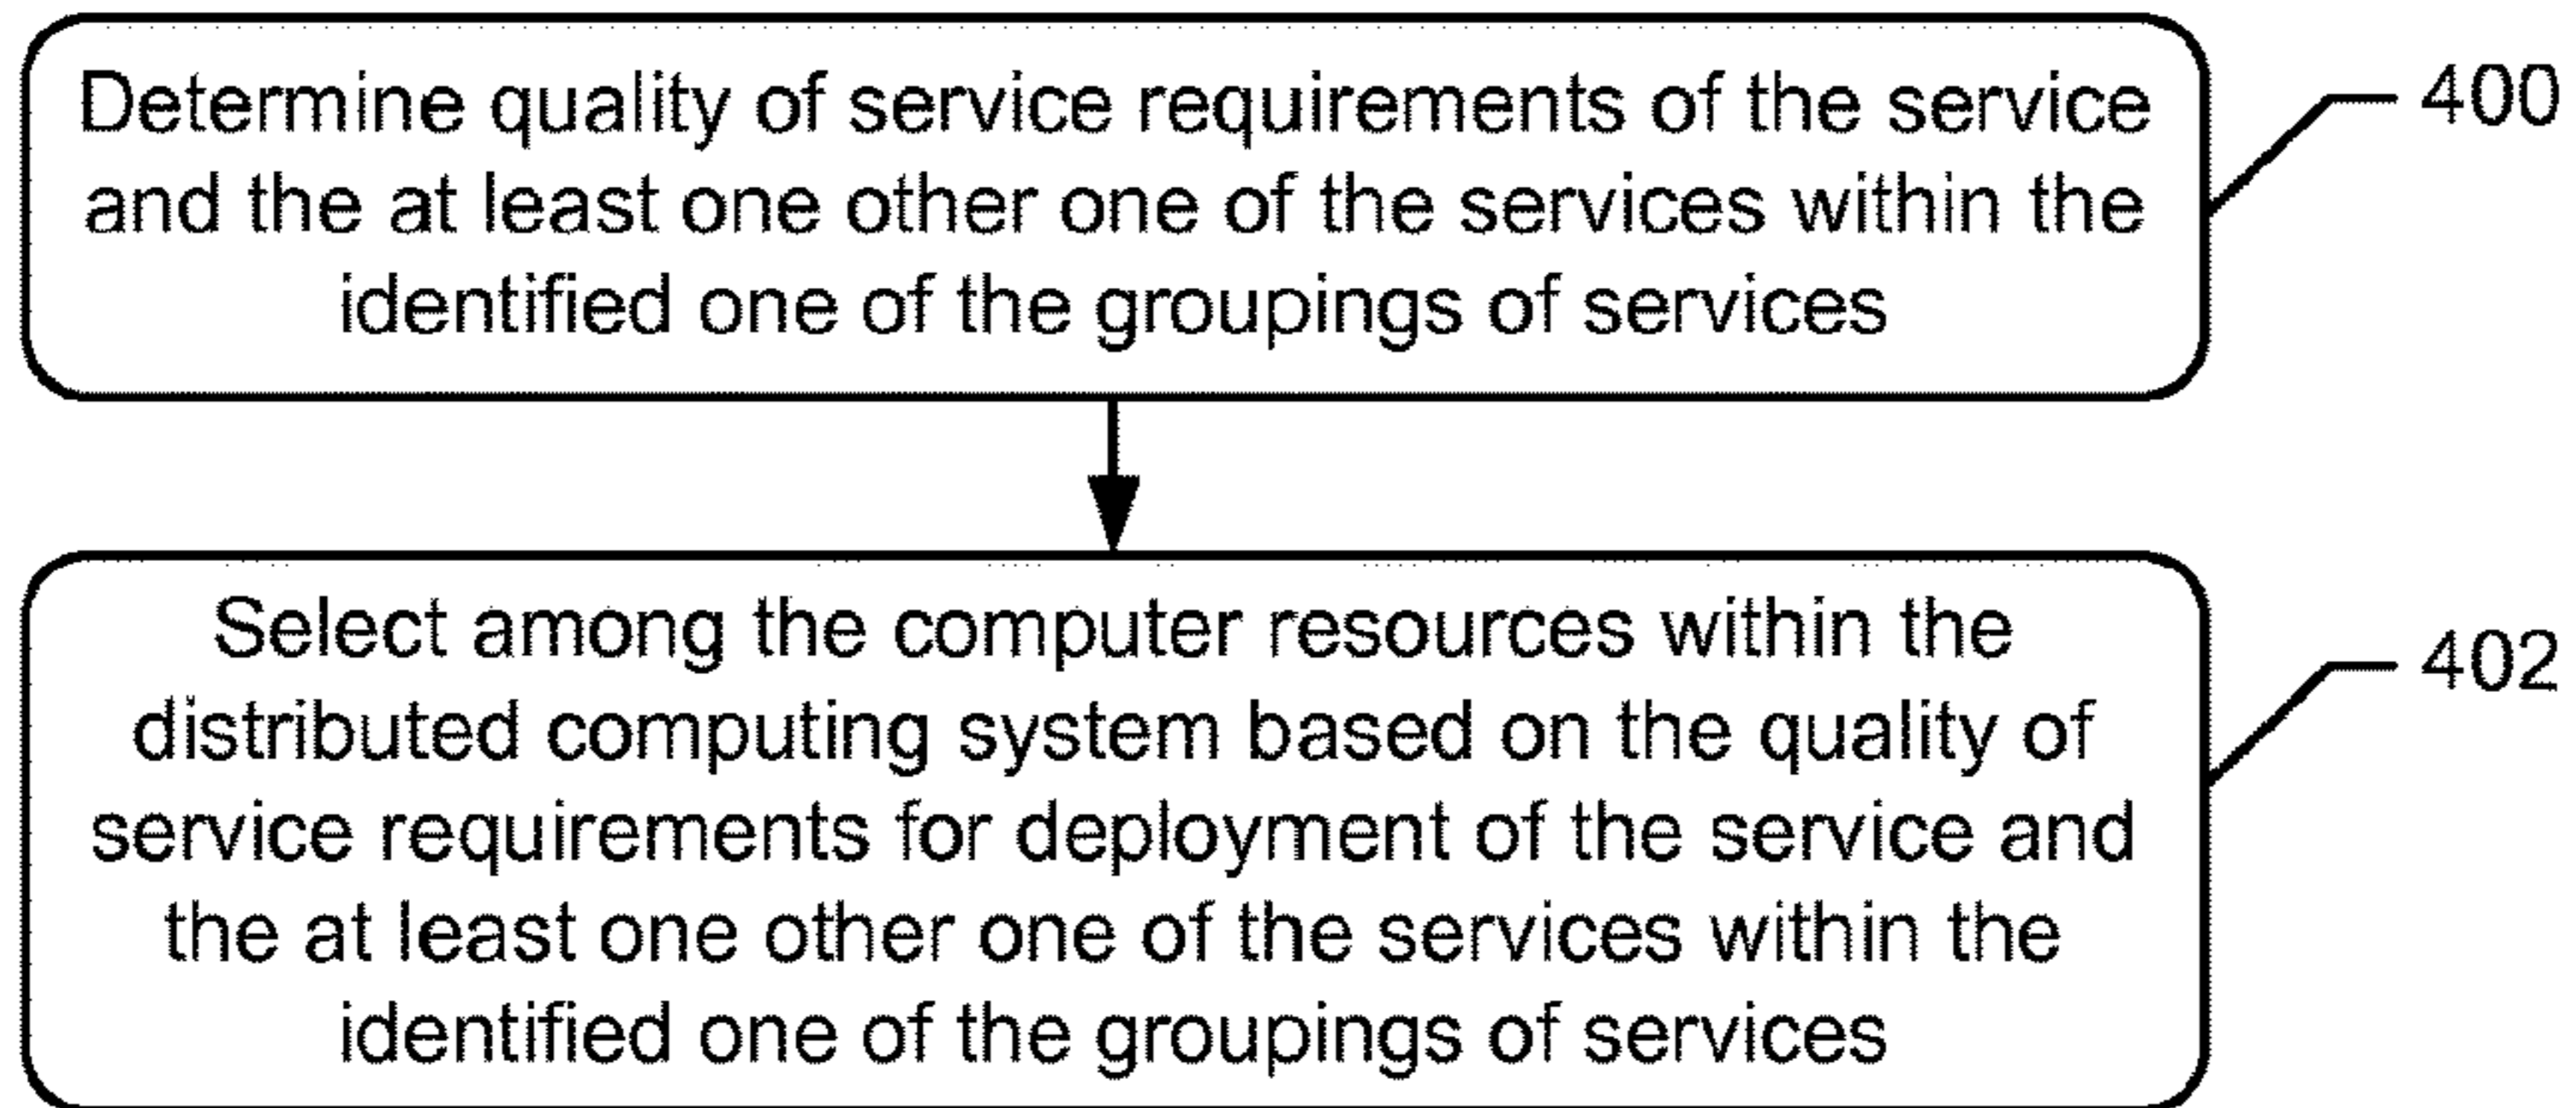 Determine quality of service requirements of the service
and the at least one other one of the services within the
identified one of the groupings of services
400
Select among the computer resources within the
distributed computing system based on the quality of
service requirements for deployment of the service and
the at least one other one of the services within the
identified one of the groupings of services
402